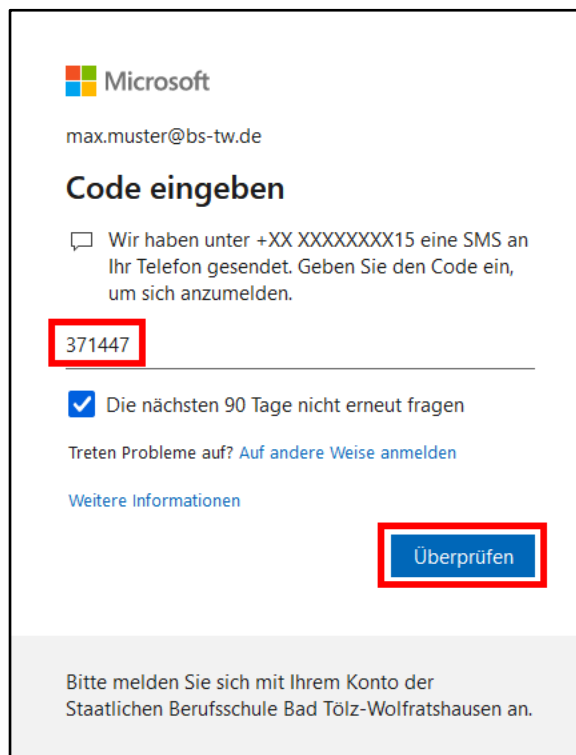 Microsoft
max.muster@bs-tw.de
Code eingeben
Wir haben unter +XX XXXXXXXX15 eine SMS an
Ihr Telefon gesendet. Geben Sie den Code ein,
um sich anzumelden.
371447
Die nächsten 90 Tage nicht erneut fragen
Treten Probleme auf? Auf andere Weise anmelden
Weitere Informationen
Überprüfen
Bitte melden Sie sich mit Ihrem Konto der
Staatlichen Berufsschule Bad Tölz-Wolfratshausen an.